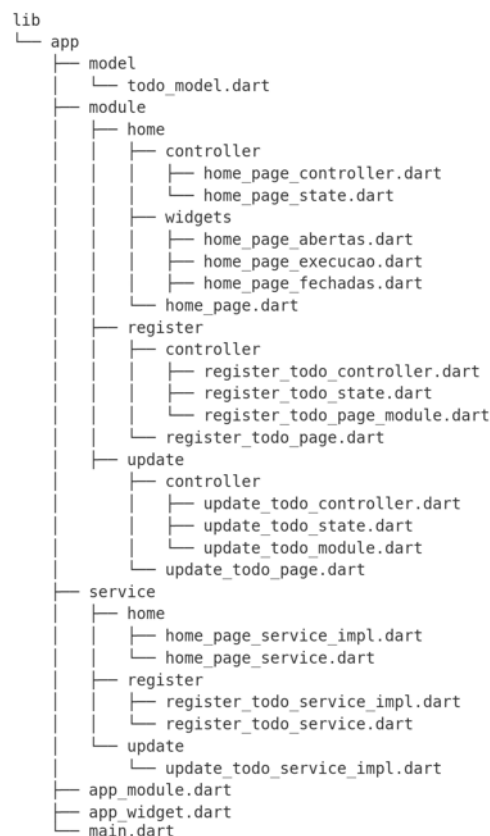 lib
└── app
    ├── model
    │   └── todo_model.dart
    ├── module
    │   ├── home
    │   │   ├── controller
    │   │   │   ├── home_page_controller.dart
    │   │   │   └── home_page_state.dart
    │   │   ├── widgets
    │   │   │   ├── home_page_abertas.dart
    │   │   │   ├── home_page_execucao.dart
    │   │   │   ├── home_page_fechadas.dart
    │   │   └── home_page.dart
    │   ├── register
    │   │   ├── controller
    │   │   │   ├── register_todo_controller.dart
    │   │   │   ├── register_todo_state.dart
    │   │   │   └── register_todo_page_module.dart
    │   │   └── register_todo_page.dart
    │   ├── update
    │       ├── controller
    │       │   ├── update_todo_controller.dart
    │       │   ├── update_todo_state.dart
    │       │   └── update_todo_module.dart
    │       └── update_todo_page.dart
    ├── service
    │   ├── home
    │   │   ├── home_page_service_impl.dart
    │   │   └── home_page_service.dart
    │   ├── register
    │   │   ├── register_todo_service_impl.dart
    │   │   └── register_todo_service.dart
    │   └── update
    │       └── update_todo_service_impl.dart
    ├── app_module.dart
    ├── app_widget.dart
    └── main.dart